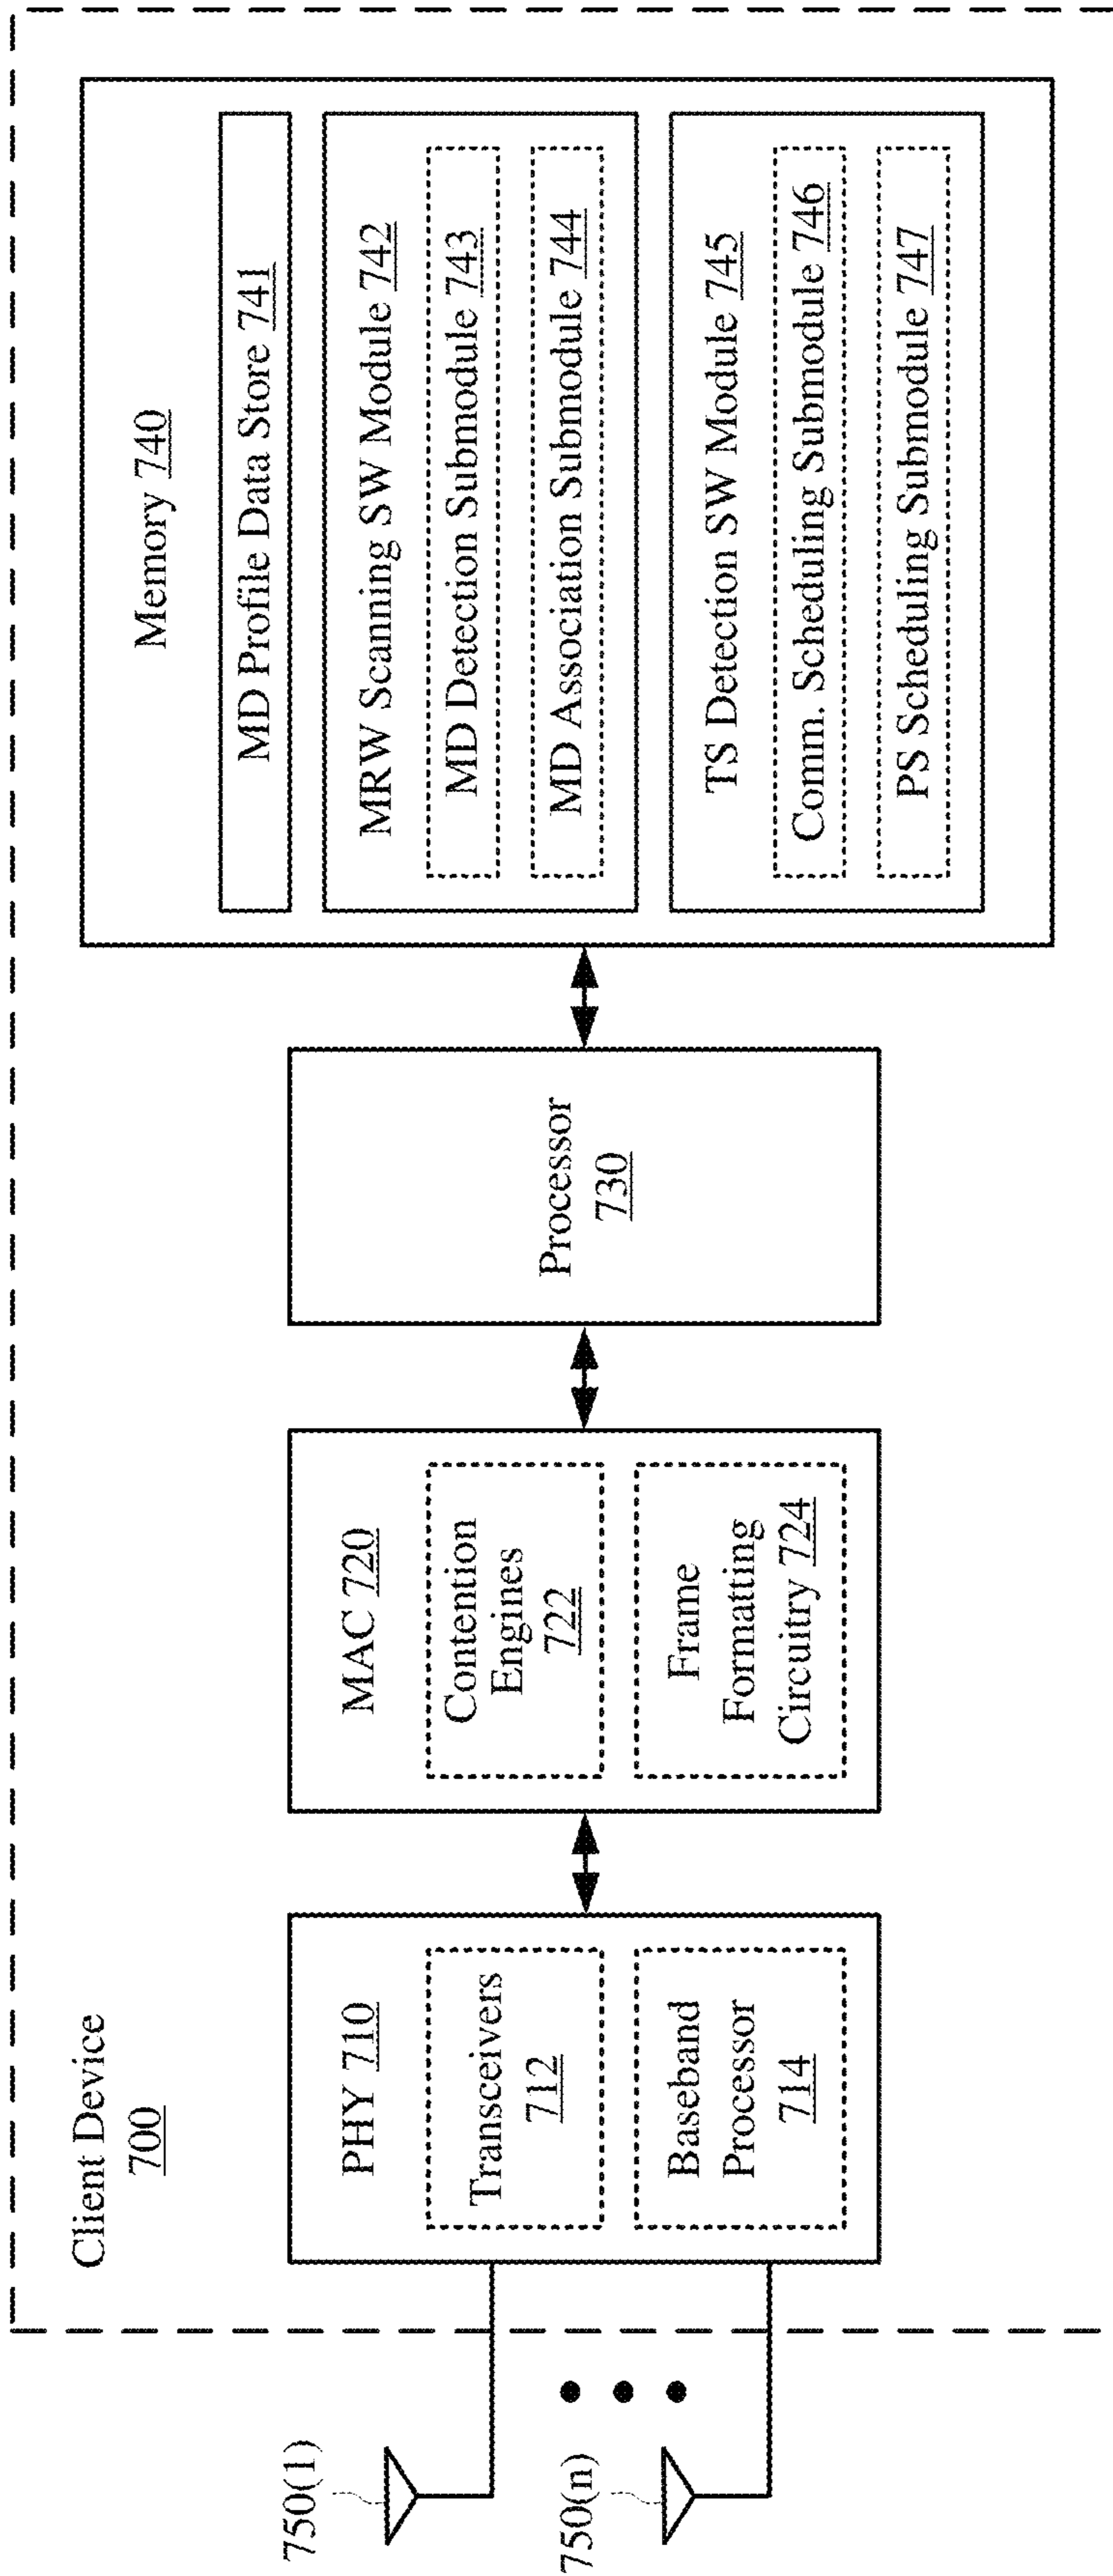 Client Device
700
750(1)
750(n)
PHY 710
Transceivers
712
Baseband
Processor
714
MAC 720
Contention
Engines
722
Frame
Formatting
Circuitry 724
Processor
730
Memory 740
MD Profile Data Store 741
MRW Scanning SW Module 742
MD Detection Submodule 743
MD Association Submodule 744
TS Detection SW Module 745
Comm. Scheduling Submodule 746
PS Scheduling Submodule 747